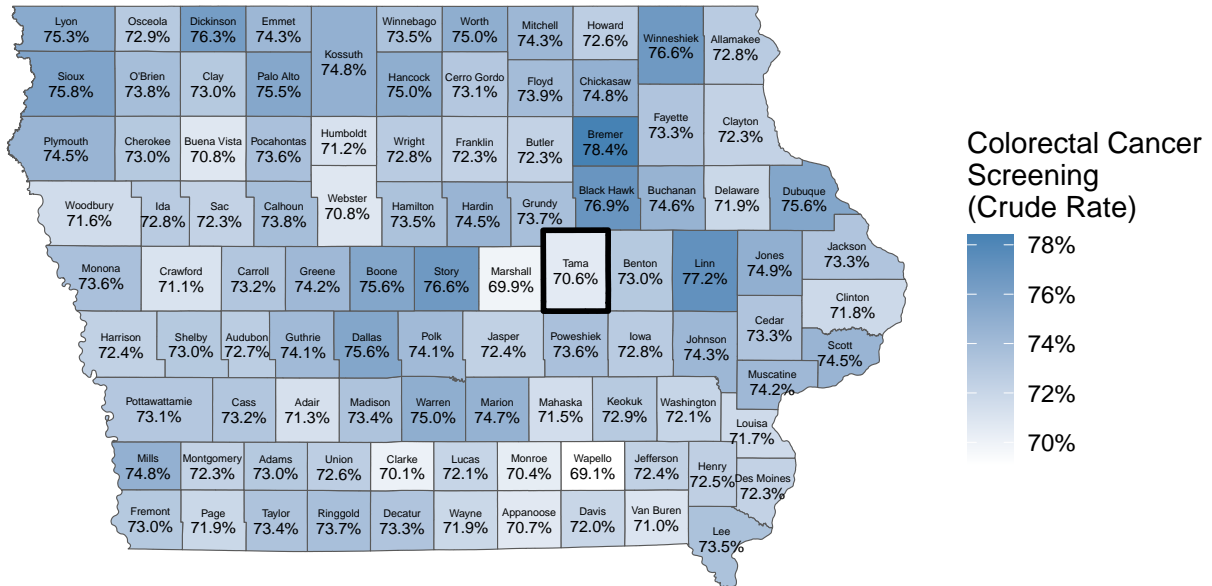 Lyon
75.3%
Osceola
72.9%
Dickinson
76.3%
Emmet
74.3%
Kossuth
74.8%
Winnebago
73.5%
Worth
75.0%
Mitchell
74.3%
Howard
72.6%
Winneshiek
76.6%
Allamakee
72.8%
Sioux
75.8%
O'Brien
73.8%
Clay
73.0%
Palo Alto
75.5%
Hancock
75.0%
Cerro Gordo
73.1%
Floyd
73.9%
Chickasaw
74.8%
Fayette
73.3%
Clayton
72.3%
Plymouth
74.5%
Cherokee
73.0%
Buena Vista
70.8%
Pocahontas
73.6%
Humboldt
71.2%
Wright
72.8%
Franklin
72.3%
Butler
72.3%
Bremer
78.4%
Woodbury
71.6%
Ida
72.8%
Sac
72.3%
Calhoun
73.8%
Webster
70.8%
Hamilton
73.5%
Hardin
74.5%
Grundy
73.7%
Black Hawk
76.9%
Buchanan
74.6%
Delaware
71.9%
Dubuque
75.6%
Monona
73.6%
Crawford
71.1%
Carroll
73.2%
Greene
74.2%
Boone
75.6%
Story
76.6%
Marshall
69.9%
Tama
70.6%
Benton
73.0%
Linn
77.2%
Jones
74.9%
Jackson
73.3%
Clinton
71.8%
Harrison
72.4%
Shelby
73.0%
Audubon
72.7%
Guthrie
74.1%
Dallas
75.6%
Polk
74.1%
Jasper
72.4%
Poweshiek
73.6%
Iowa
72.8%
Johnson
74.3%
Cedar
73.3%
Scott
74.5%
Muscatine
74.2%
Pottawattamie
73.1%
Cass
73.2%
Adair
71.3%
Madison
73.4%
Warren
75.0%
Marion
74.7%
Mahaska
71.5%
Keokuk
72.9%
Washington
72.1%
Louisa
71.7%
Mills
74.8%
Montgomery
72.3%
Adams
73.0%
Union
72.6%
Clarke
70.1%
Lucas
72.1%
Monroe
70.4%
Wapello
69.1%
Jefferson
72.4%
Henry
72.5%
Des Moines
72.3%
Fremont
73.0%
Page
71.9%
Taylor
73.4%
Ringgold
73.7%
Decatur
73.3%
Wayne
71.9%
Appanoose
70.7%
Davis
72.0%
Van Buren
71.0%
Lee
73.5%
Colorectal Cancer
Screening
(Crude Rate)
78%
76%
74%
72%
70%